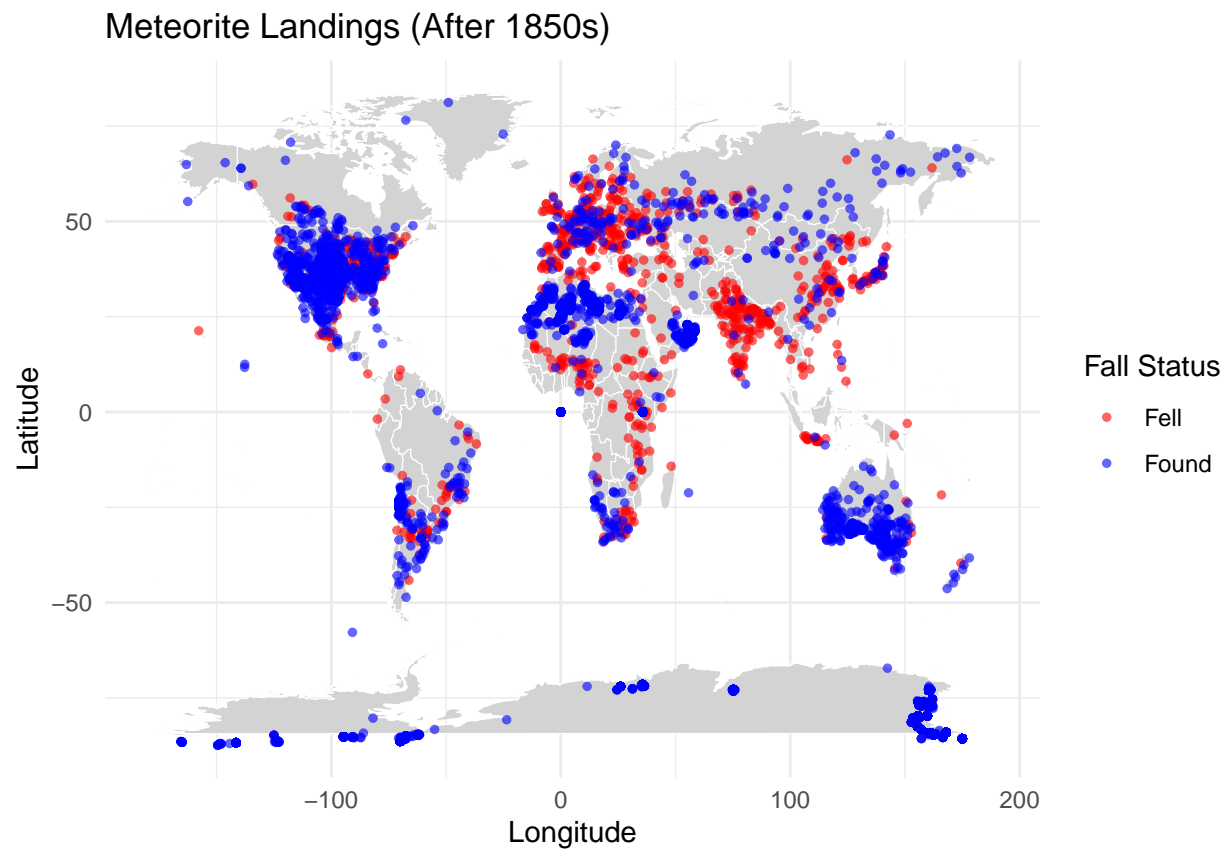 Meteorite Landings (After 1850s)
50
0
−50
Latitude
−100
0
100
200
Longitude
Fall Status
Fell
Found